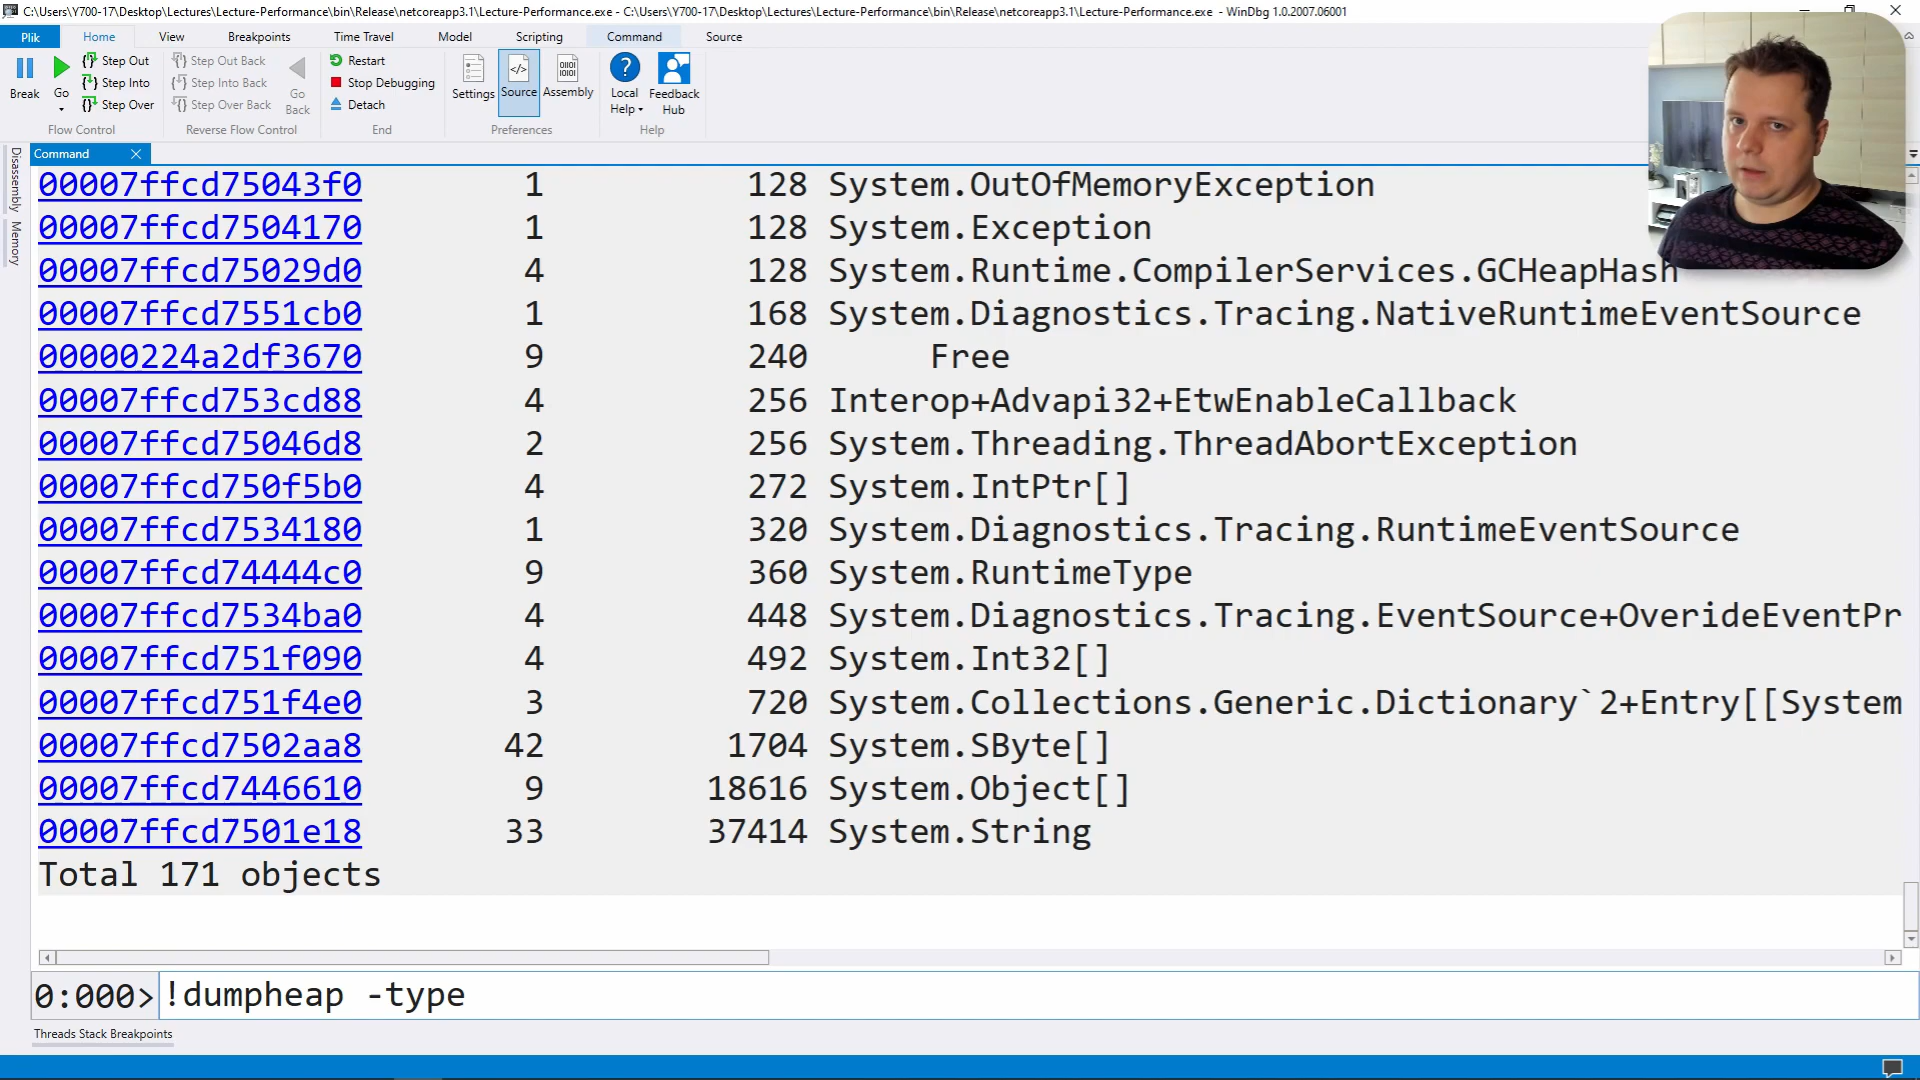 C:\Users\Y700-17\Desktop\Lectures\Lecture-Performance\bin\Release\netcoreapp3.1\Lecture-Performance.exe - C:\Users\Y700-17\Desktop\Lectures\Lecture-Performance\bin\Release\netcoreapp3.1\Lecture-Performance.exe - WinDbg 1.0.2007.06001
Plik Home View Breakpoints Time Travel Model Scripting Command Source
Break
Go
Step Out
Step Into
Step Over
Flow Control
Step Out Back
Step Into Back
Step Over Back
Go Back
Reverse Flow Control
Restart
Stop Debugging
Detach
End
Settings
Source
Assembly
Preferences
Local Help
Feedback Hub
Help
Disassembly
Memory
Command
00007ffcd75043f0 1 128 System.OutOfMemoryException
00007ffcd7504170 1 128 System.Exception
00007ffcd75029d0 4 128 System.Runtime.CompilerServices.GCHeapHash
00007ffcd7551cb0 1 168 System.Diagnostics.Tracing.NativeRuntimeEventSource
00000224a2df3670 9 240 Free
00007ffcd753cd88 4 256 Interop+Advapi32+EtwEnableCallback
00007ffcd75046d8 2 256 System.Threading.ThreadAbortException
00007ffcd750f5b0 4 272 System.IntPtr[]
00007ffcd7534180 1 320 System.Diagnostics.Tracing.RuntimeEventSource
00007ffcd74444c0 9 360 System.RuntimeType
00007ffcd7534ba0 4 448 System.Diagnostics.Tracing.EventSource+OverideEventPr
00007ffcd751f090 4 492 System.Int32[]
00007ffcd751f4e0 3 720 System.Collections.Generic.Dictionary`2+Entry[[System
00007ffcd7502aa8 42 1704 System.SByte[]
00007ffcd7446610 9 18616 System.Object[]
00007ffcd7501e18 33 37414 System.String
Total 171 objects
0:000> !dumpheap -type
Threads Stack Breakpoints